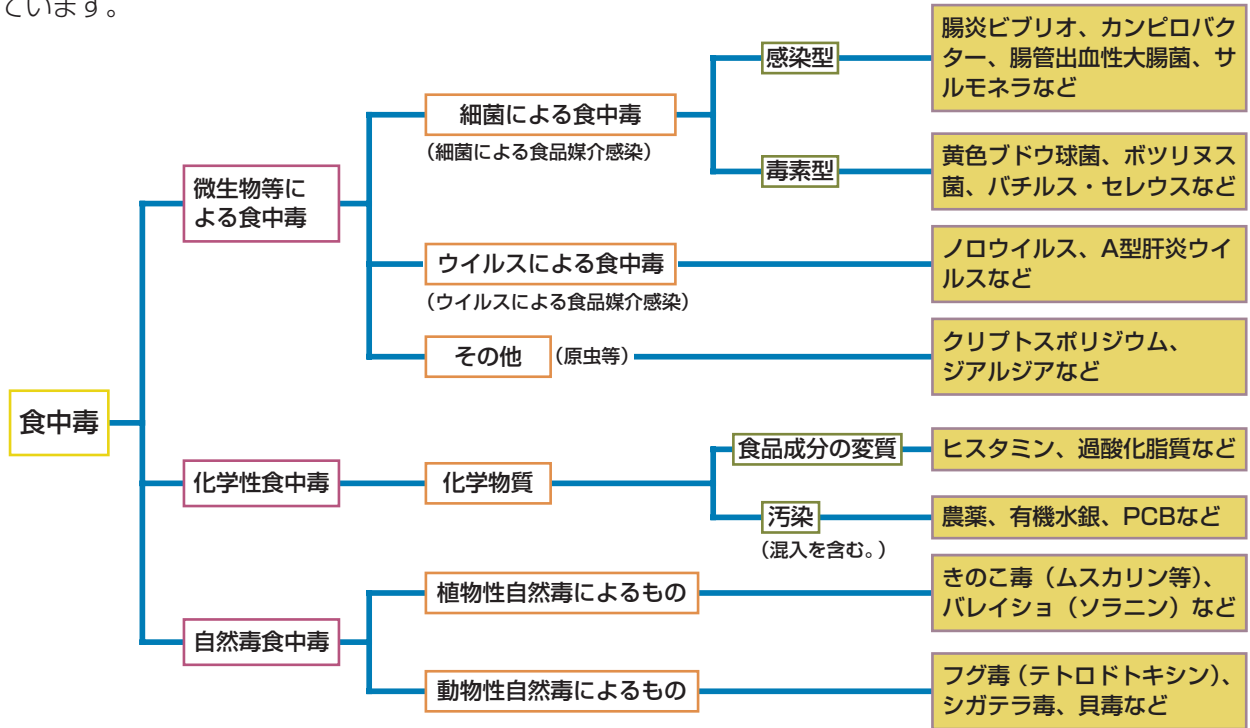 ています。
食中毒
微生物等に
よる食中毒
細菌による食中毒
（細菌による食品媒介感染）
感染型
腸炎ビブリオ、カンピロバク
ター、腸管出血性大腸菌、サ
ルモネラなど
毒素型
黄色ブドウ球菌、ボツリヌス
菌、バチルス・セレウスなど
ウイルスによる食中毒
（ウイルスによる食品媒介感染）
ノロウイルス、A型肝炎ウイ
ルスなど
その他 （原虫等）
クリプトスポリジウム、
ジアルジアなど
化学性食中毒
化学物質
食品成分の変質
ヒスタミン、過酸化脂質など
汚染
（混入を含む。）
農薬、有機水銀、PCBなど
自然毒食中毒
植物性自然毒によるもの
きのこ毒（ムスカリン等）、
バレイショ（ソラニン）など
動物性自然毒によるもの
フグ毒（テトロドトキシン）、
シガテラ毒、貝毒など